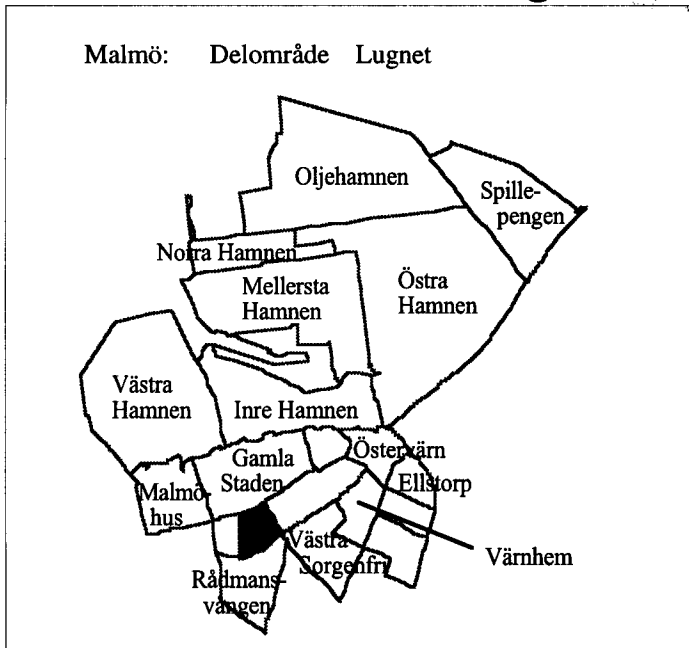 Malmö: Delområde Lugnet
Oljehamnen
Spille-
pengen
Norra Hamnen
Mellersta
Hamnen
Östra
Hamnen
Västra
Hamnen
Inre Hamnen
Östervärn
Gamla
Staden
Ellstorp
Malmö-
hus
Västra
Sorgenfri
Värnhem
Rådmans-
vången